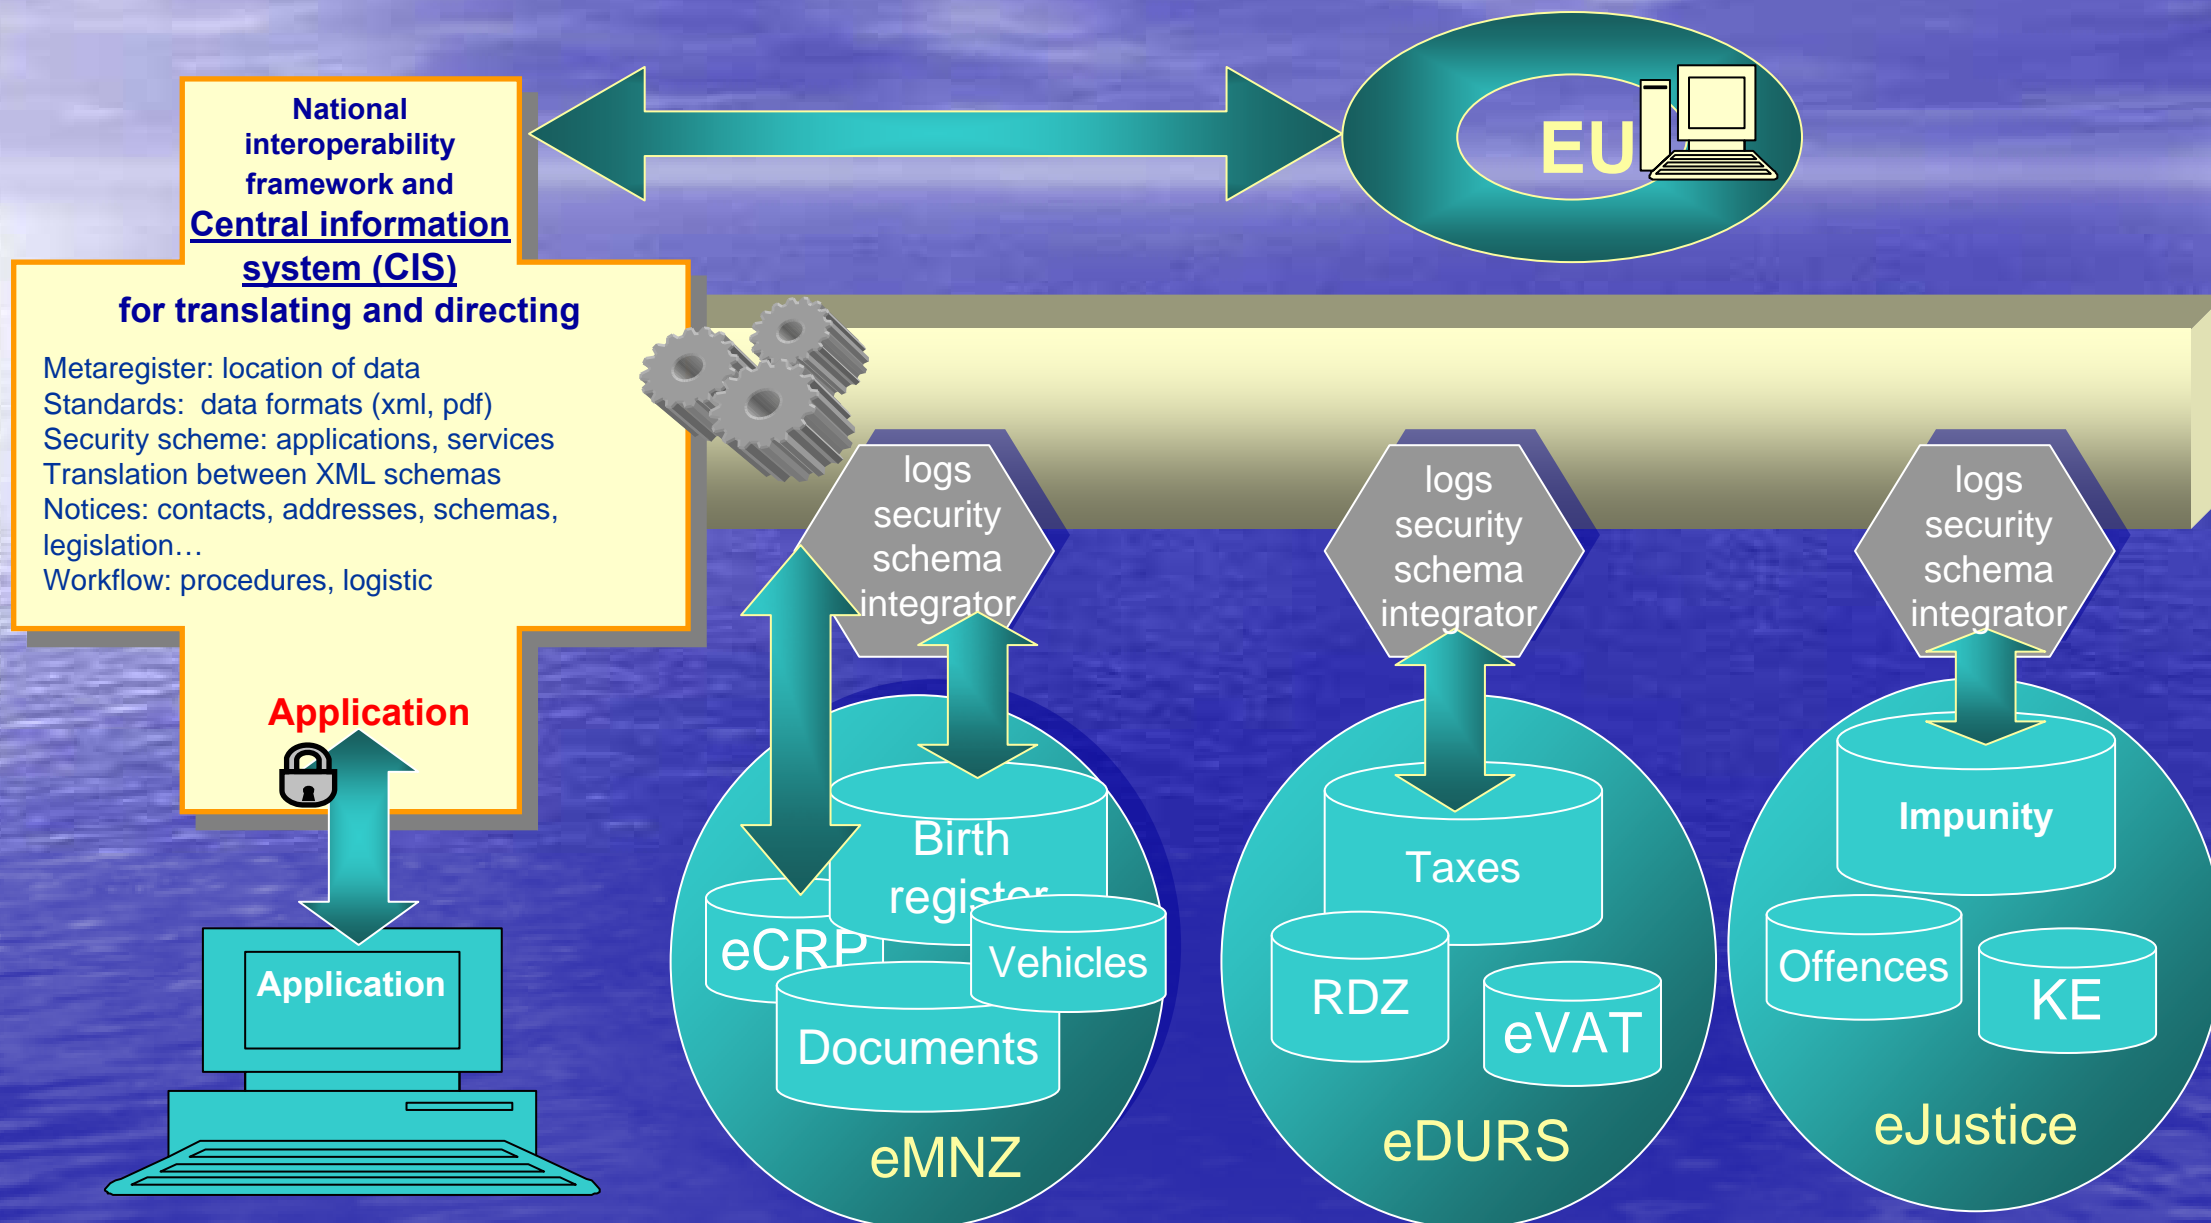 National
interoperability
framework and
Central information
system (CIS)
for translating and directing
Metaregister: location of data
Standards:  data formats (xml, pdf)
Security scheme: applications, services
Translation between XML schemas
Notices: contacts, addresses, schemas,
legislation…
Workflow: procedures, logistic
Application
Application
EU
logs
security
schema
integrator
logs
security
schema
integrator
logs
security
schema
integrator
Birth
register
eCRP
Vehicles
Documents
eMNZ
Taxes
RDZ
eVAT
eDURS
Impunity
Offences
KE
eJustice